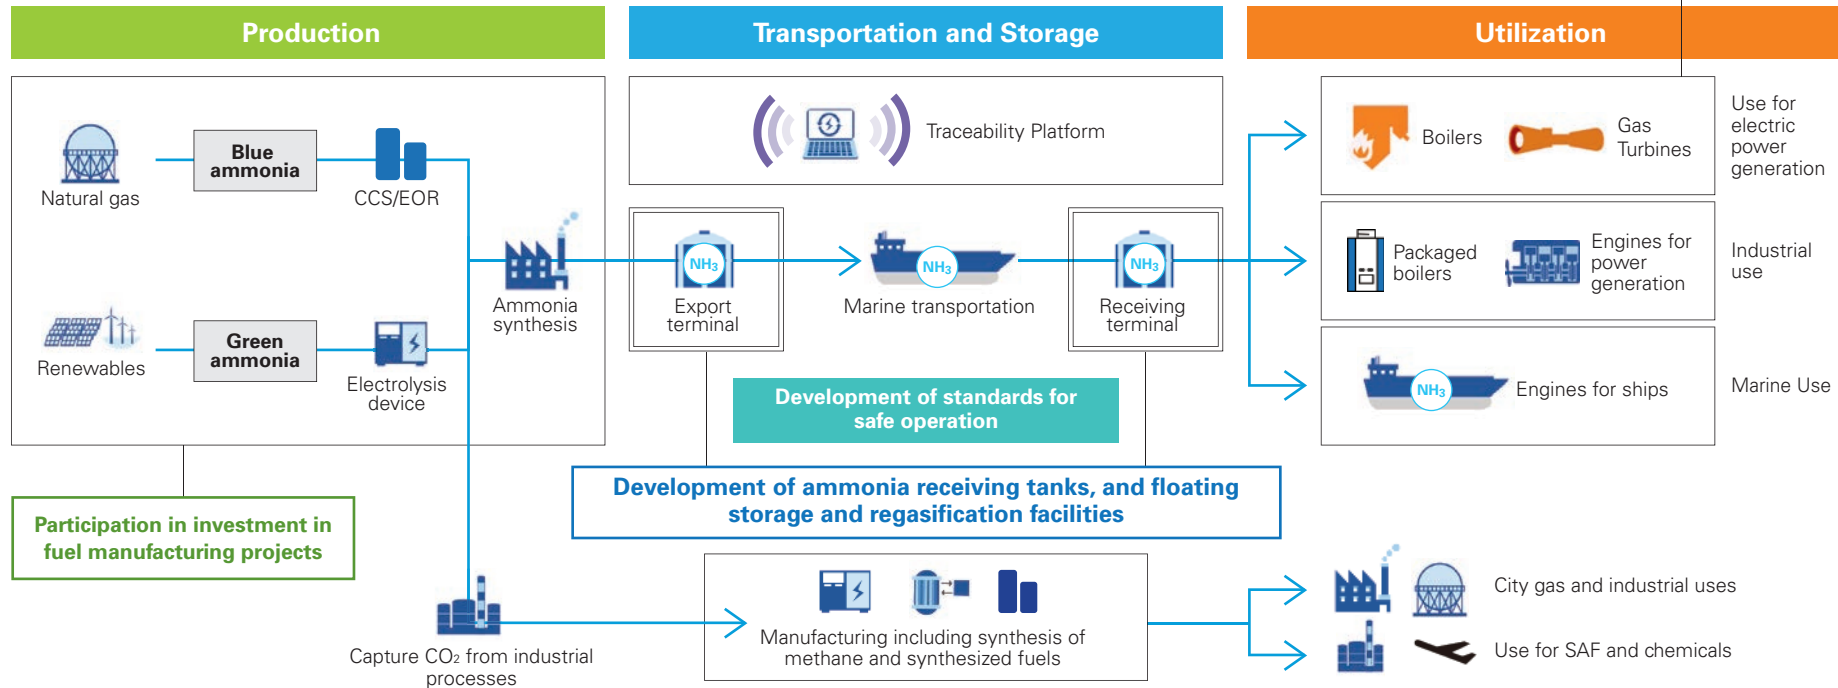 Production
Transportation and Storage
Utilization
Natural gas
Blue
ammonia
CCS/EOR
Renewables
Green
ammonia
Electrolysis
device
Ammonia
synthesis
Traceability Platform
NH₃
Export
terminal
NH₃
Marine transportation
NH₃
Receiving
terminal
Development of standards for
safe operation
Boilers
Gas
Turbines
Use for
electric
power
generation
Packaged
boilers
Engines for
power
generation
Industrial
use
NH₃
Engines for ships
Marine Use
Participation in investment in
fuel manufacturing projects
Development of ammonia receiving tanks, and floating
storage and regasification facilities
Capture CO₂ from industrial
processes
Manufacturing including synthesis of
methane and synthesized fuels
City gas and industrial uses
Use for SAF and chemicals